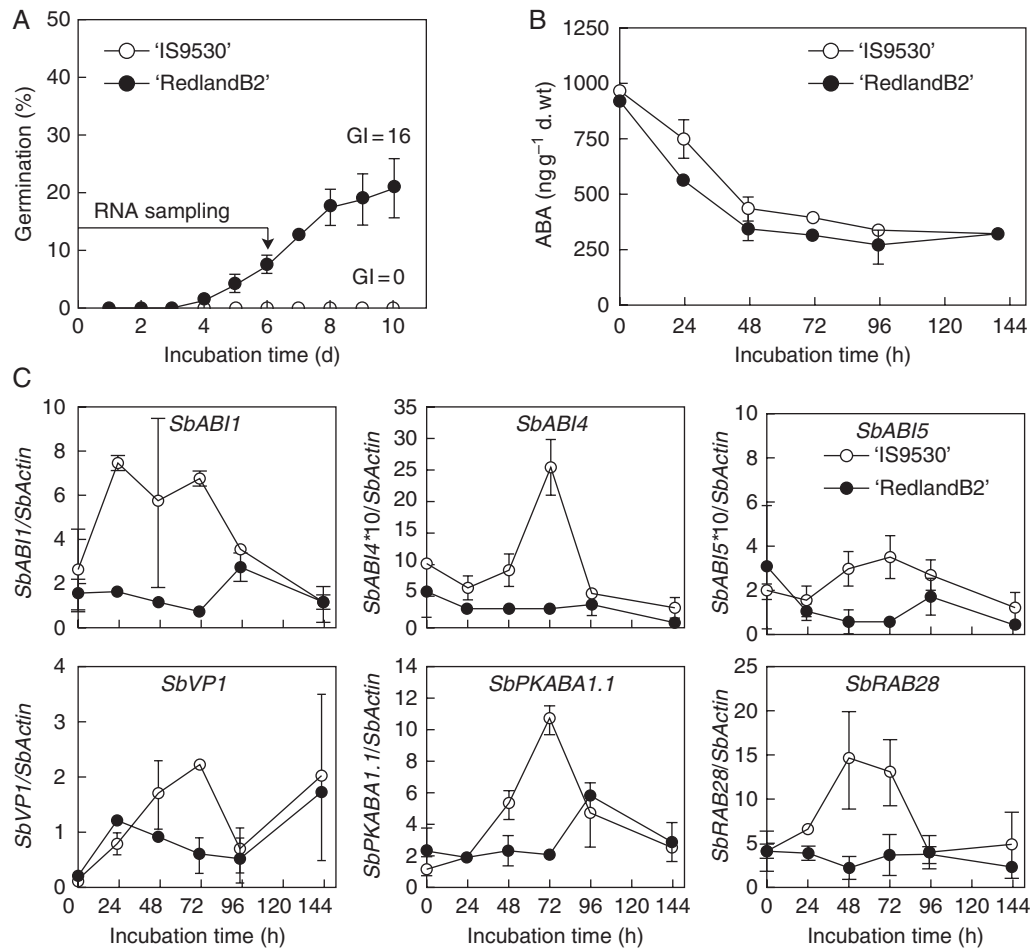 A
50
40
30
20
10
0
Germination (%)
'IS9530'
'RedlandB2'
GI = 16
RNA sampling
GI = 0
0 2 4 6 8 10
Incubation time (d)
B
1250
1000
750
500
250
0
ABA (ng g⁻¹ d. wt)
'IS9530'
'RedlandB2'
0 24 48 72 96 120 144
Incubation time (h)
C
SbABI1
10
8
6
4
2
0
SbABI1/SbActin
SbABI4
35
30
25
20
15
10
5
0
SbABI4*10/SbActin
SbABI5
'IS9530'
'RedlandB2'
10
8
6
4
2
0
SbABI5*10/SbActin
SbVP1
4
3
2
1
0
SbVP1/SbActin
0 24 48 72 96 120 144
Incubation time (h)
SbPKABA1.1
14
12
10
8
6
4
2
0
SbPKABA1.1/SbActin
0 24 48 72 96 120 144
Incubation time (h)
SbRAB28
25
20
15
10
5
0
SbRAB28/SbActin
0 24 48 72 96 120 144
Incubation time (h)